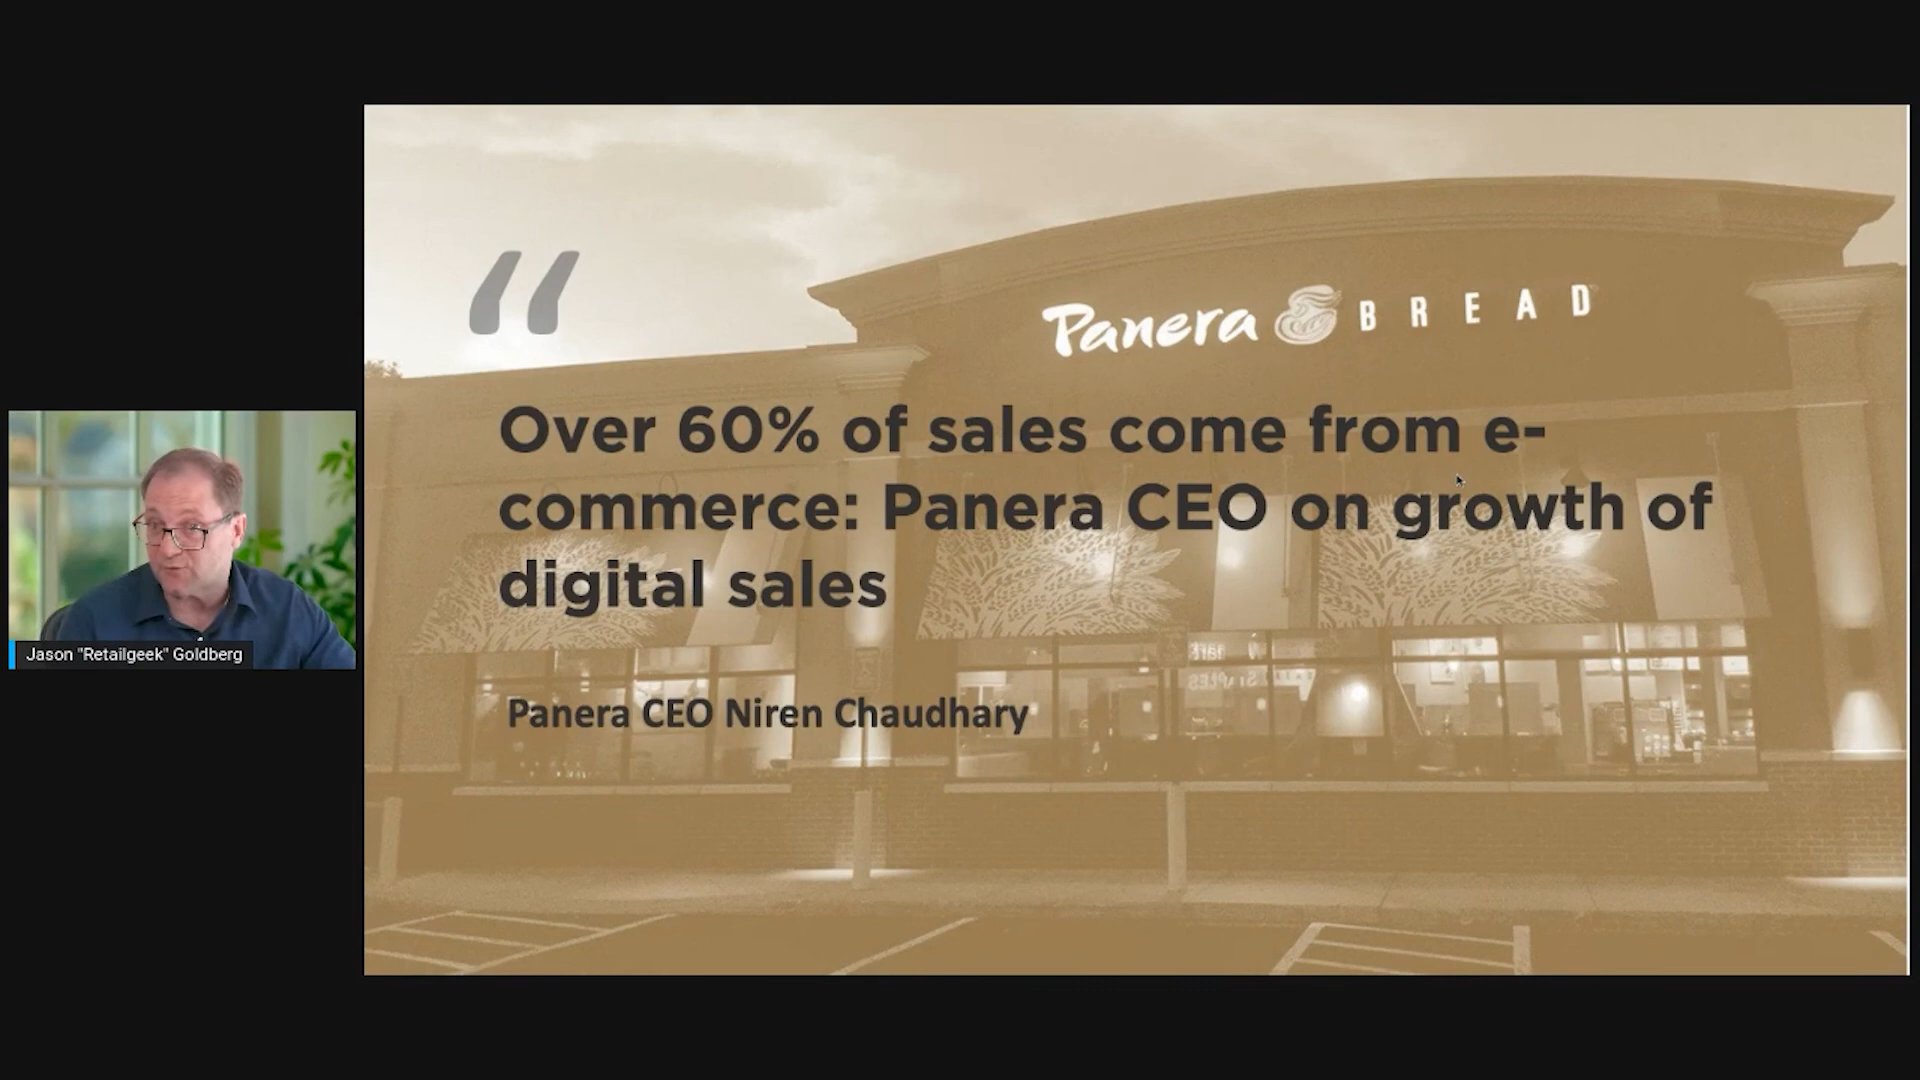 “
Panera BREAD
Over 60% of sales come from e-
commerce: Panera CEO on growth of
digital sales
Panera CEO Niren Chaudhary
Jason "Retailgeek" Goldberg